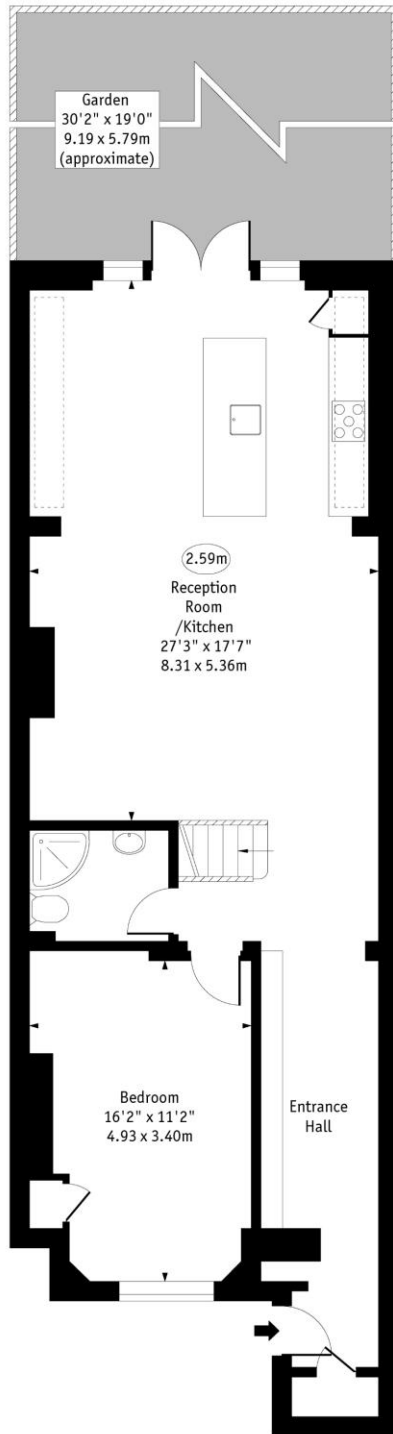 Garden
30'2" x 19'0"
9.19 x 5.79m
(approximate)
2.59m
Reception
Room
/Kitchen
27'3" x 17'7"
8.31 x 5.36m
Bedroom
16'2" x 11'2"
4.93 x 3.40m
Entrance
Hall